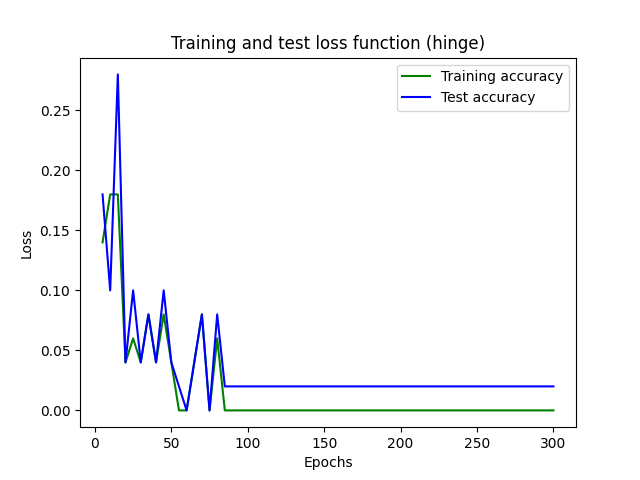 Training and test loss function (hinge)
Training accuracy
Test accuracy
0.25
0.20
0.15
0.10
0.05
0.00
Loss
0 50 100 150 200 250 300
Epochs